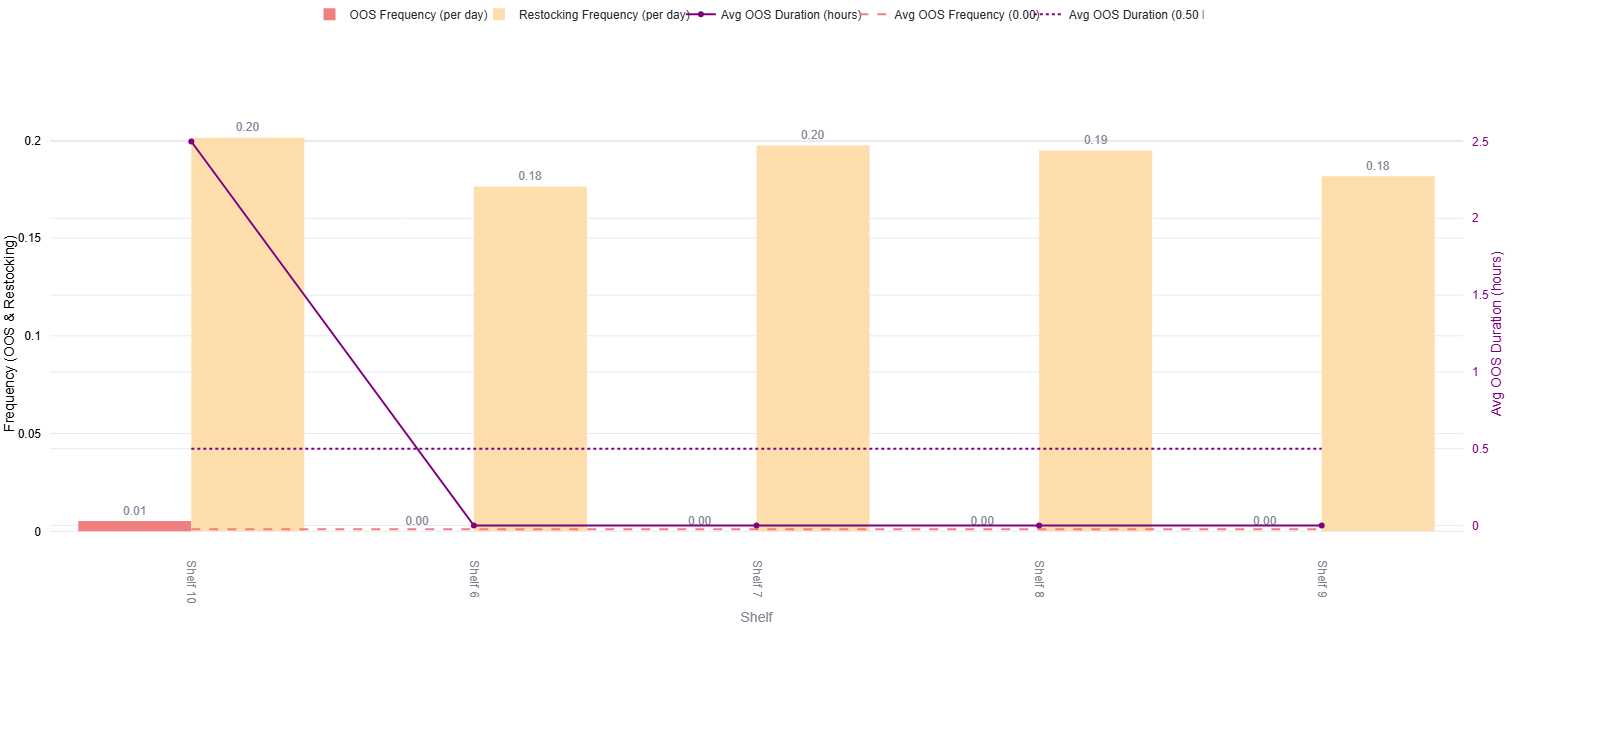 OOS Frequency (per day) Restocking Frequency (per day) Avg OOS Duration (hours) Avg OOS Frequency (0.00) Avg OOS Duration (0.50
Frequency (OOS & Restocking)
0.2
0.15
0.1
0.05
0
0.20
0.18
0.20
0.19
0.18
0.01
0.00
0.00
0.00
0.00
2.5
2
1.5
1
0.5
0
Avg OOS Duration (hours)
Shelf 10
Shelf 6
Shelf 7
Shelf 8
Shelf 9
Shelf